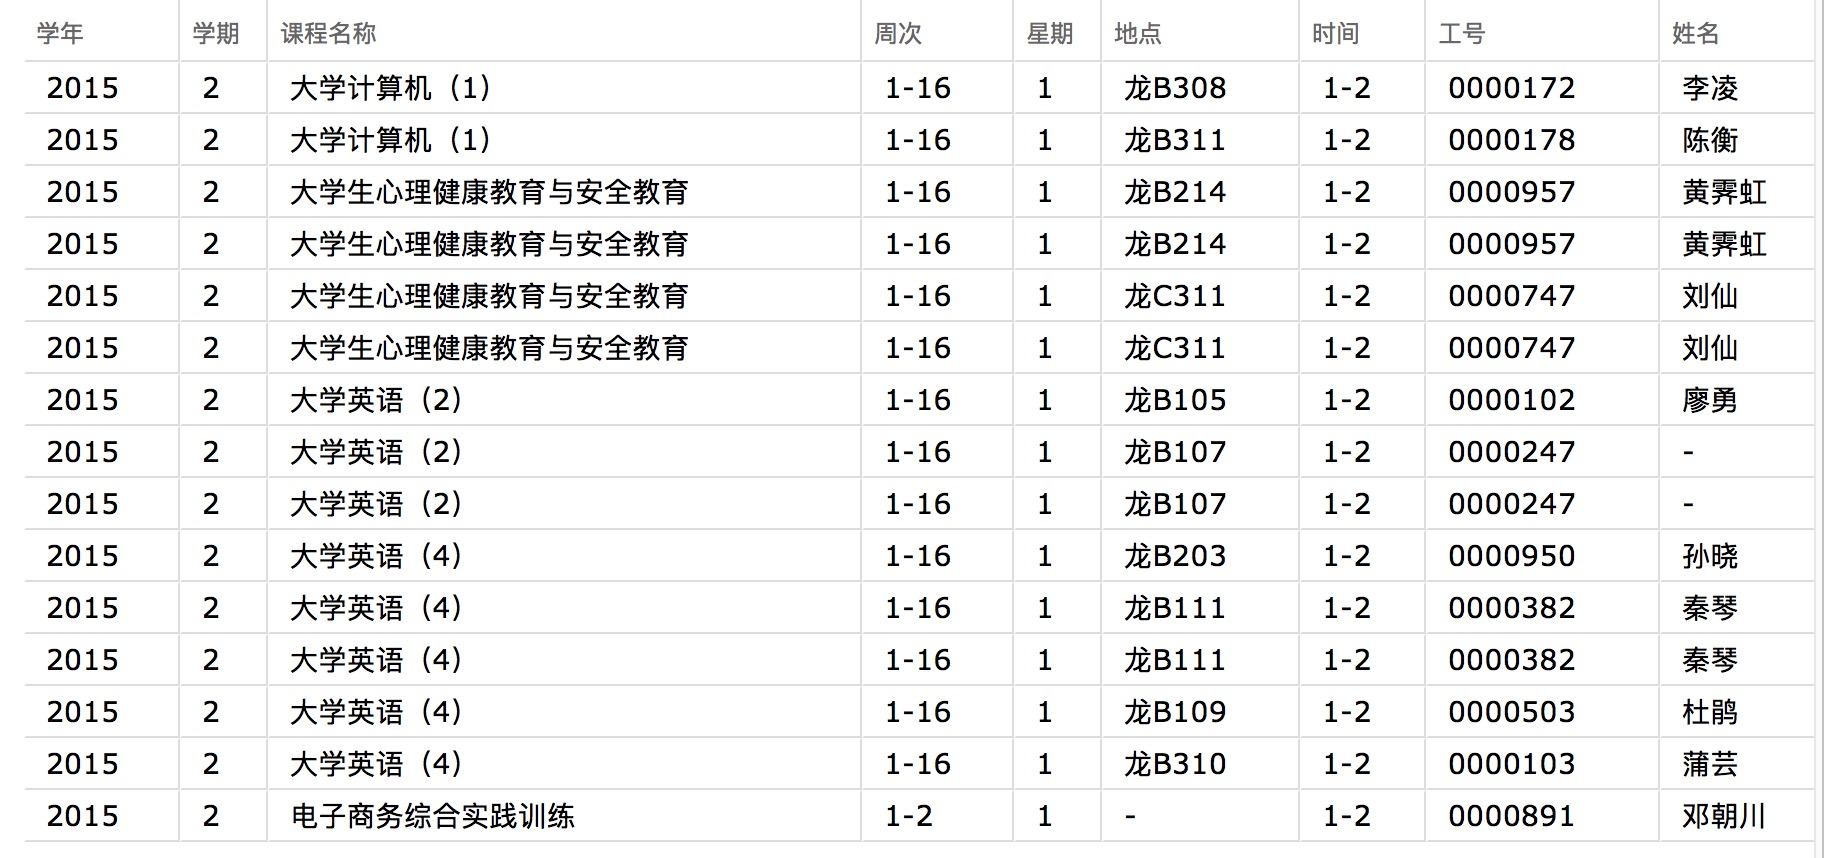 学年 学期 课程名称 周次 星期 地点 时间 工号 姓名
2015 2 大学计算机（1） 1-16 1 龙B308 1-2 0000172 李凌
2015 2 大学计算机（1） 1-16 1 龙B311 1-2 0000178 陈衡
2015 2 大学生心理健康教育与安全教育 1-16 1 龙B214 1-2 0000957 黄霁虹
2015 2 大学生心理健康教育与安全教育 1-16 1 龙B214 1-2 0000957 黄霁虹
2015 2 大学生心理健康教育与安全教育 1-16 1 龙C311 1-2 0000747 刘仙
2015 2 大学生心理健康教育与安全教育 1-16 1 龙C311 1-2 0000747 刘仙
2015 2 大学英语（2） 1-16 1 龙B105 1-2 0000102 廖勇
2015 2 大学英语（2） 1-16 1 龙B107 1-2 0000247 -
2015 2 大学英语（2） 1-16 1 龙B107 1-2 0000247 -
2015 2 大学英语（4） 1-16 1 龙B203 1-2 0000950 孙晓
2015 2 大学英语（4） 1-16 1 龙B111 1-2 0000382 秦琴
2015 2 大学英语（4） 1-16 1 龙B111 1-2 0000382 秦琴
2015 2 大学英语（4） 1-16 1 龙B109 1-2 0000503 杜鹃
2015 2 大学英语（4） 1-16 1 龙B310 1-2 0000103 蒲芸
2015 2 电子商务综合实践训练 1-2 1 - 1-2 0000891 邓朝川